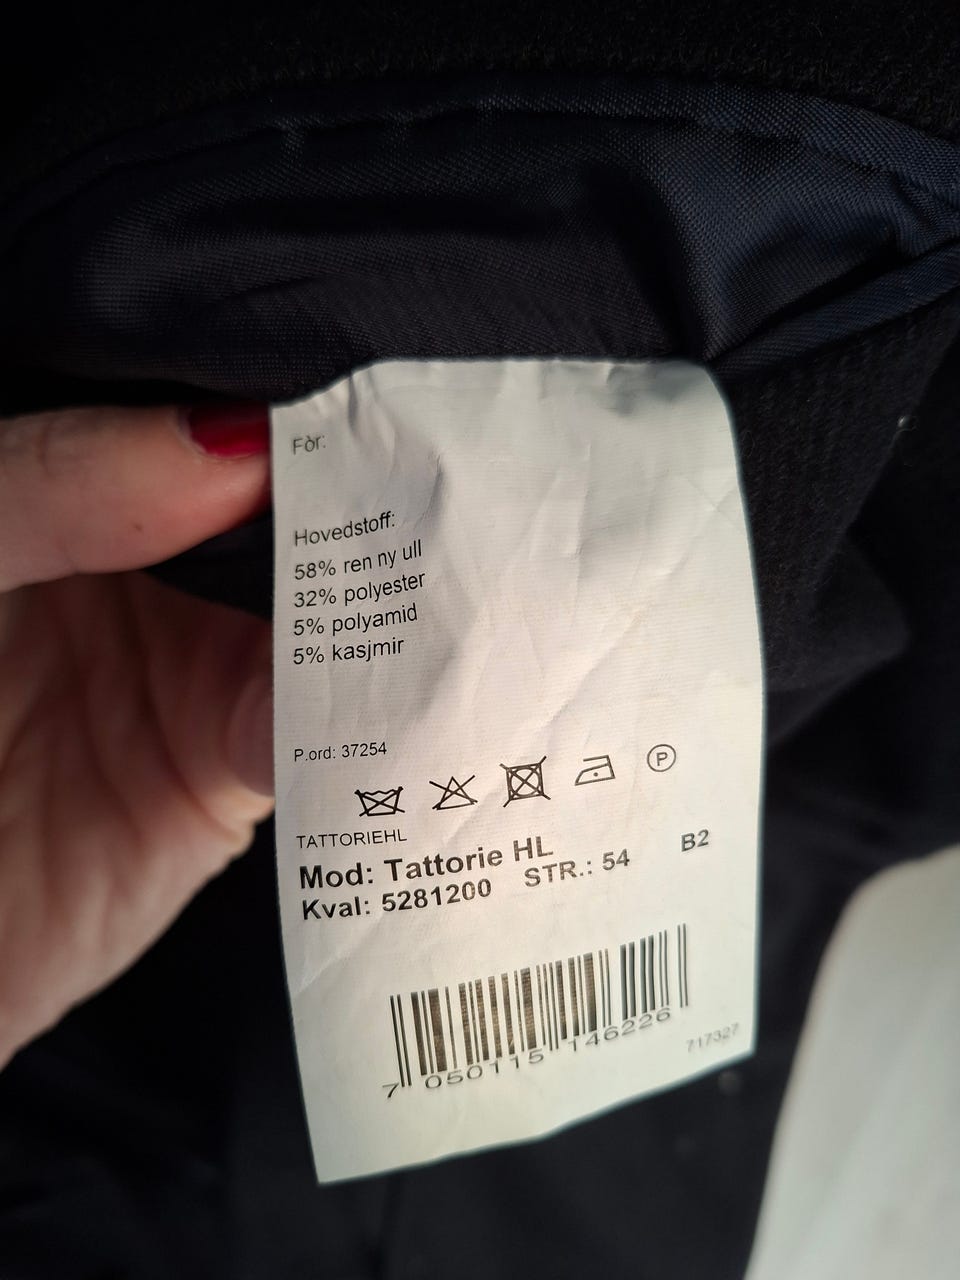 Fòr:
Hovedstoff:
58% ren ny ull
32% polyester
5% polyamid
5% kasjmir
P.ord: 37254
P
TATTORIEHL
Mod: Tattorie HL
B2
Kval: 5281200 STR.: 54
7 050115 146226
717327